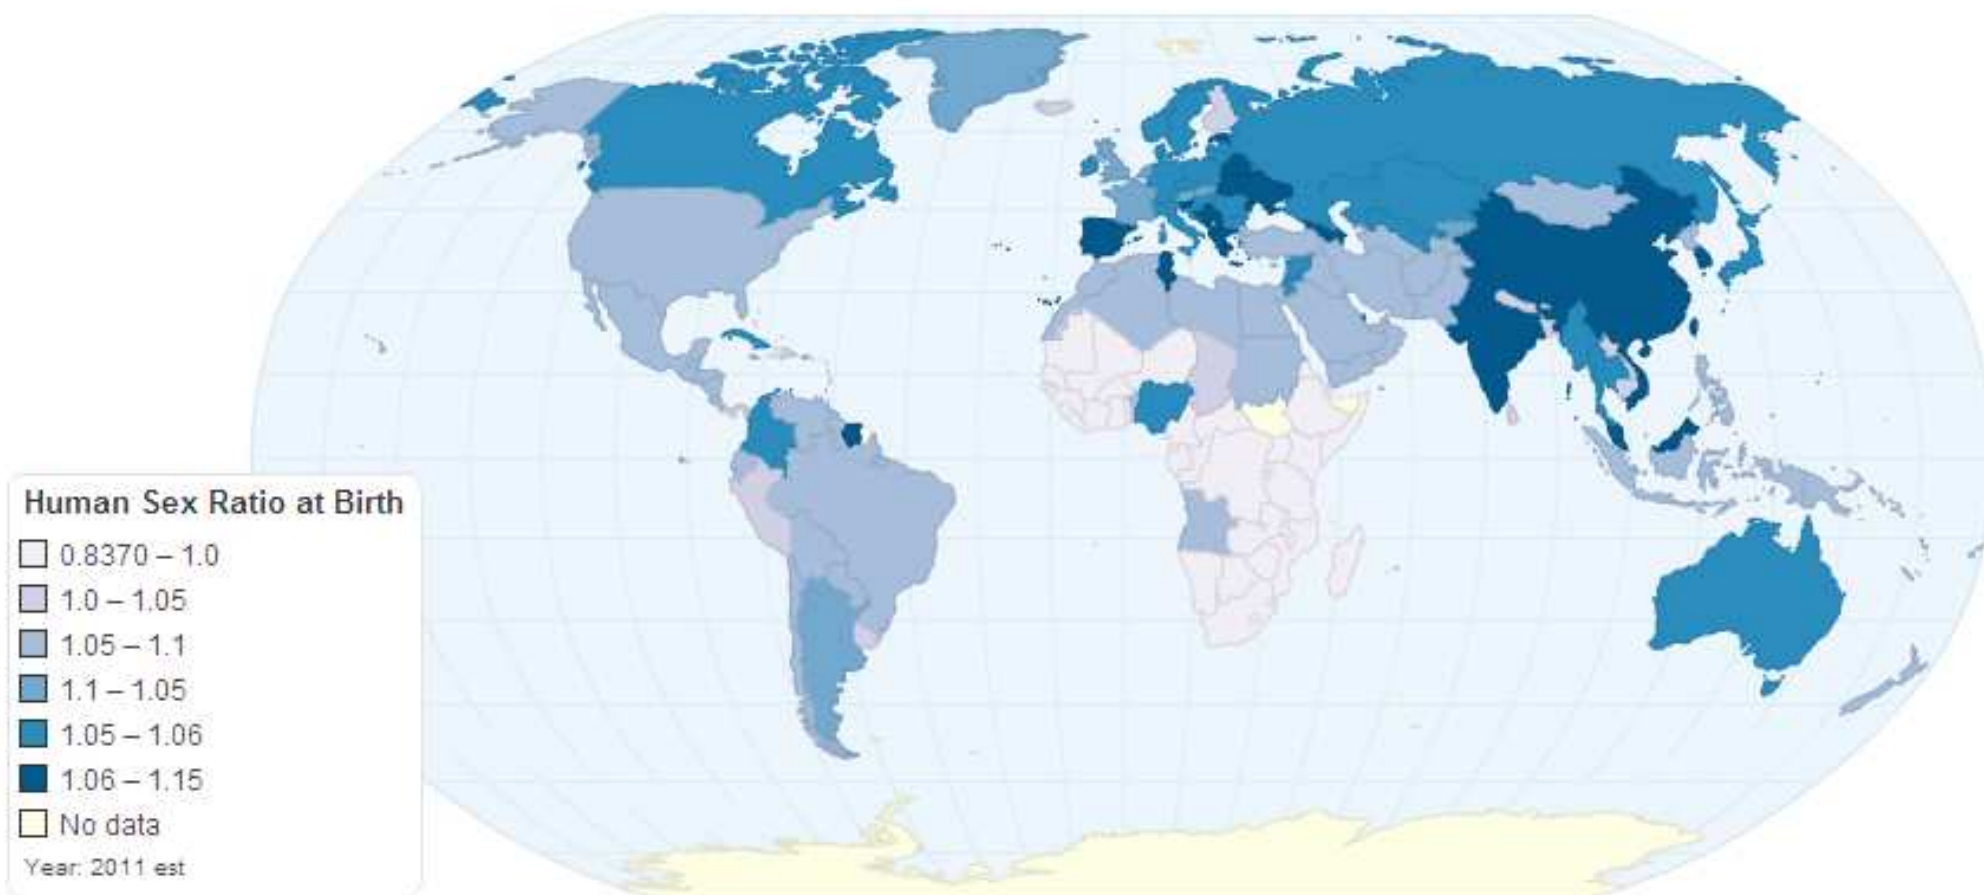 Human Sex Ratio at Birth
0.8370 – 1.0
1.0 – 1.05
1.05 – 1.1
1.1 – 1.05
1.05 – 1.06
1.06 – 1.15
No data
Year: 2011 est